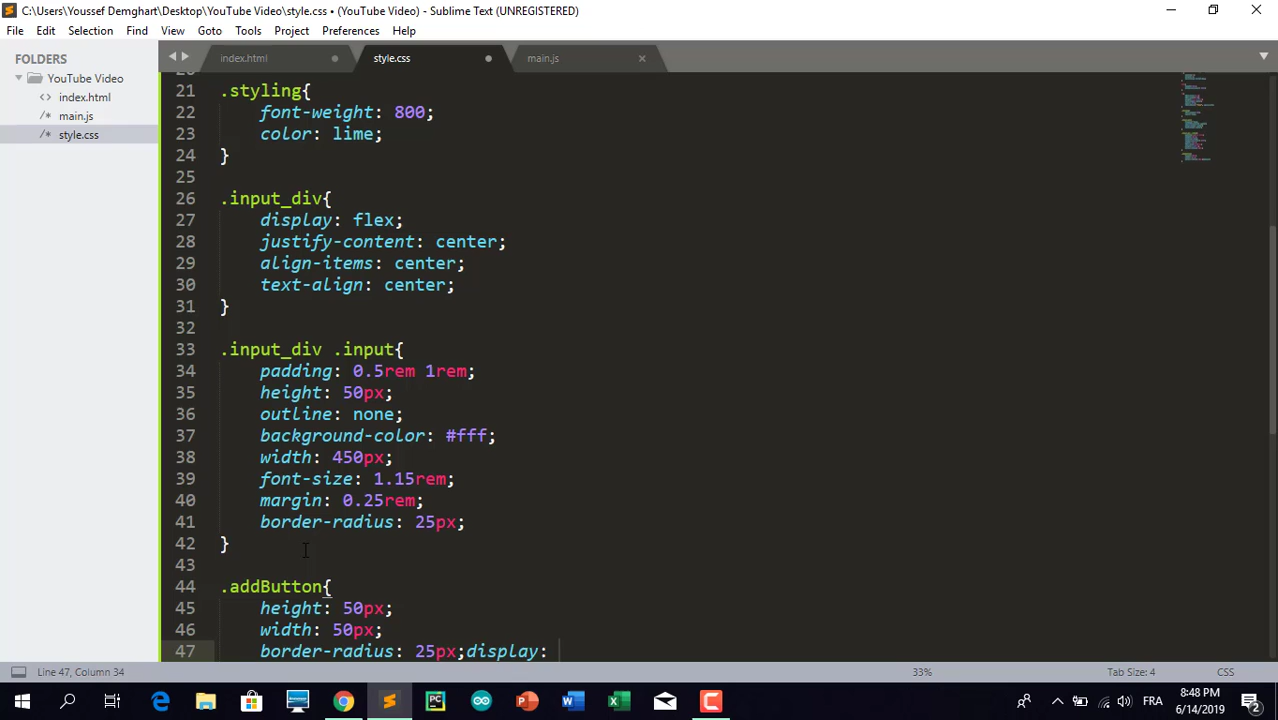 C:\Users\Youssef Demghart\Desktop\YouTube Video\style.css • (YouTube Video) - Sublime Text (UNREGISTERED)
File Edit Selection Find View Goto Tools Project Preferences Help
FOLDERS
YouTube Video
<> index.html
/* main.js
/* style.css
index.html style.css main.js
21 .styling{
22 font-weight: 800;
23 color: lime;
24 }
25
26 .input_div{
27 display: flex;
28 justify-content: center;
29 align-items: center;
30 text-align: center;
31 }
32
33 .input_div .input{
34 padding: 0.5rem 1rem;
35 height: 50px;
36 outline: none;
37 background-color: #fff;
38 width: 450px;
39 font-size: 1.15rem;
40 margin: 0.25rem;
41 border-radius: 25px;
42 }
43
44 .addButton{
45 height: 50px;
46 width: 50px;
47 border-radius: 25px;display:
Line 47, Column 34 33% Tab Size: 4 CSS
FRA 8:48 PM
6/14/2019